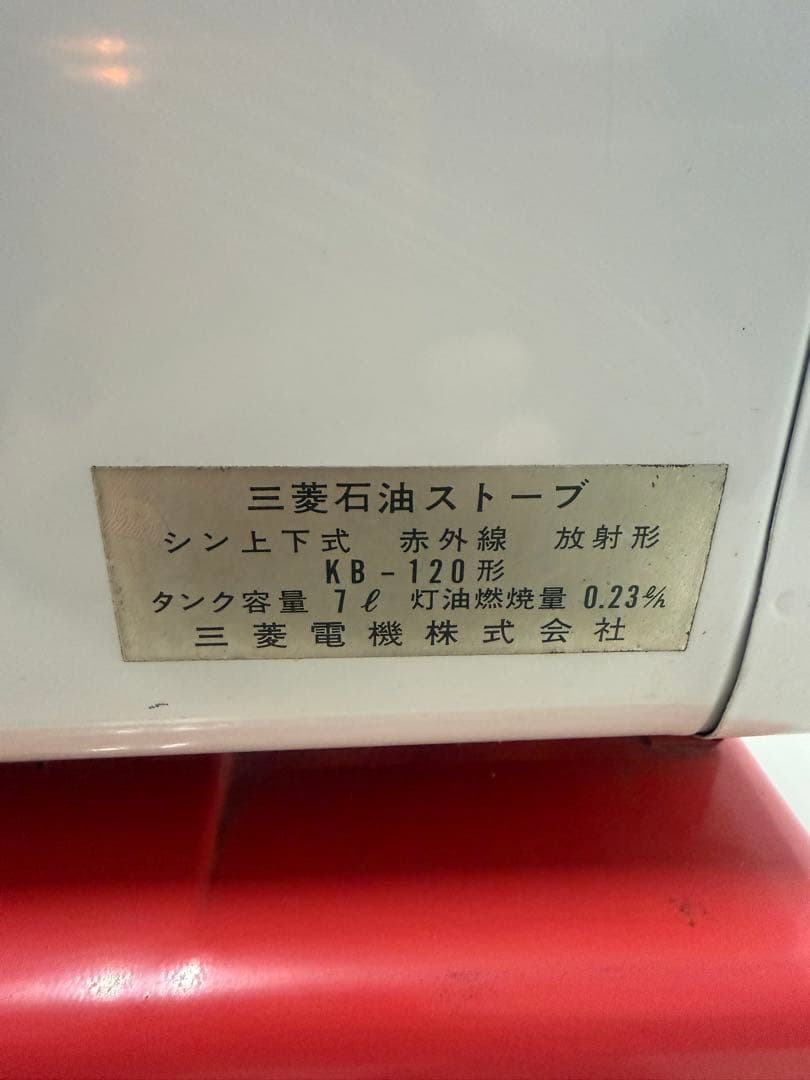 三菱石油ストーブ
シン上下式 赤外線 放射形
KB-120形
タンク容量 7ℓ 灯油燃焼量 0.23ℓ/h
三菱電機株式会社